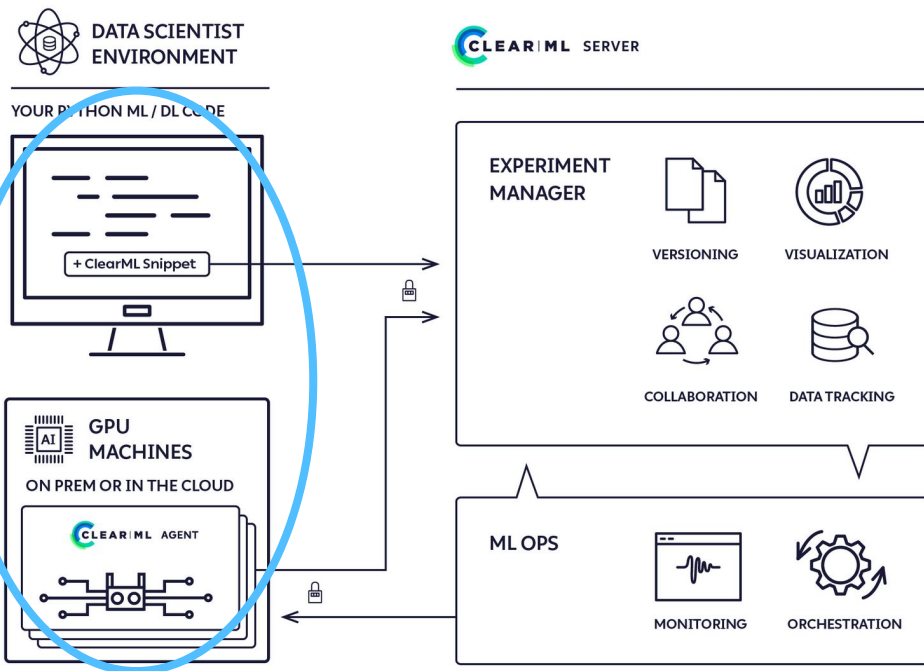 DATA SCIENTIST
ENVIRONMENT
YOUR PYTHON ML / DL CODE
+ ClearML Snippet
AI
GPU
MACHINES
ON PREM OR IN THE CLOUD
CLEAR|ML AGENT
CLEAR|ML SERVER
EXPERIMENT
MANAGER
VERSIONING
VISUALIZATION
COLLABORATION
DATA TRACKING
ML OPS
MONITORING
ORCHESTRATION